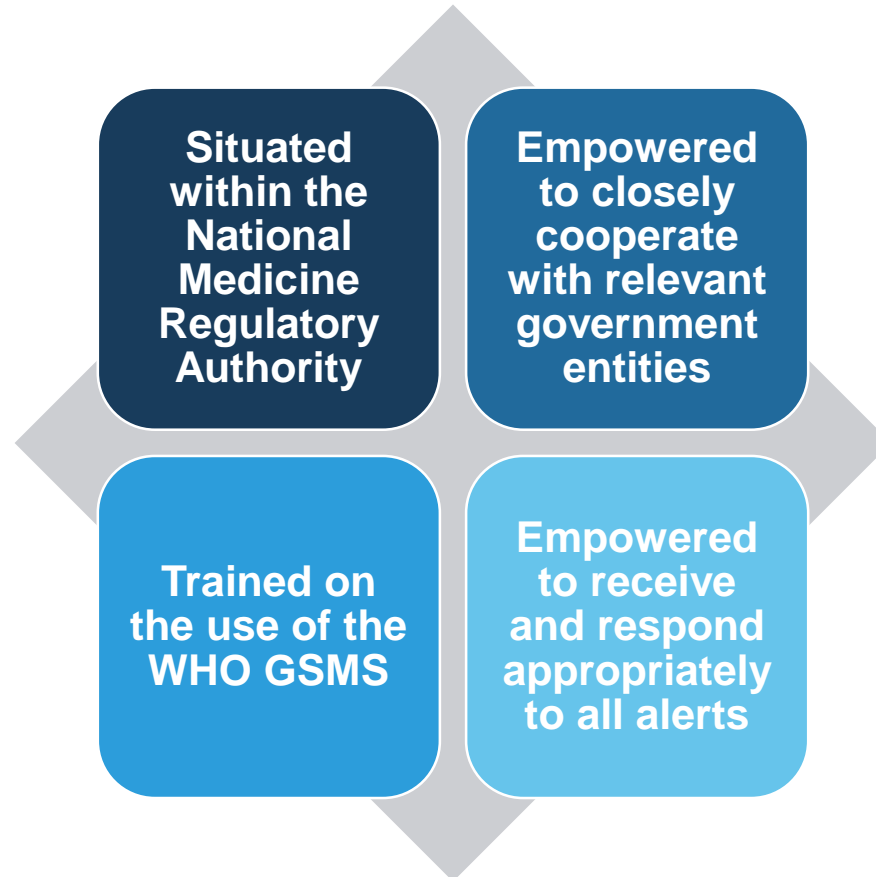 Situated
within the
National
Medicine
Regulatory
Authority
Empowered
to closely
cooperate
with relevant
government
entities
Trained on
the use of the
WHO GSMS
Empowered
to receive
and respond
appropriately
to all alerts